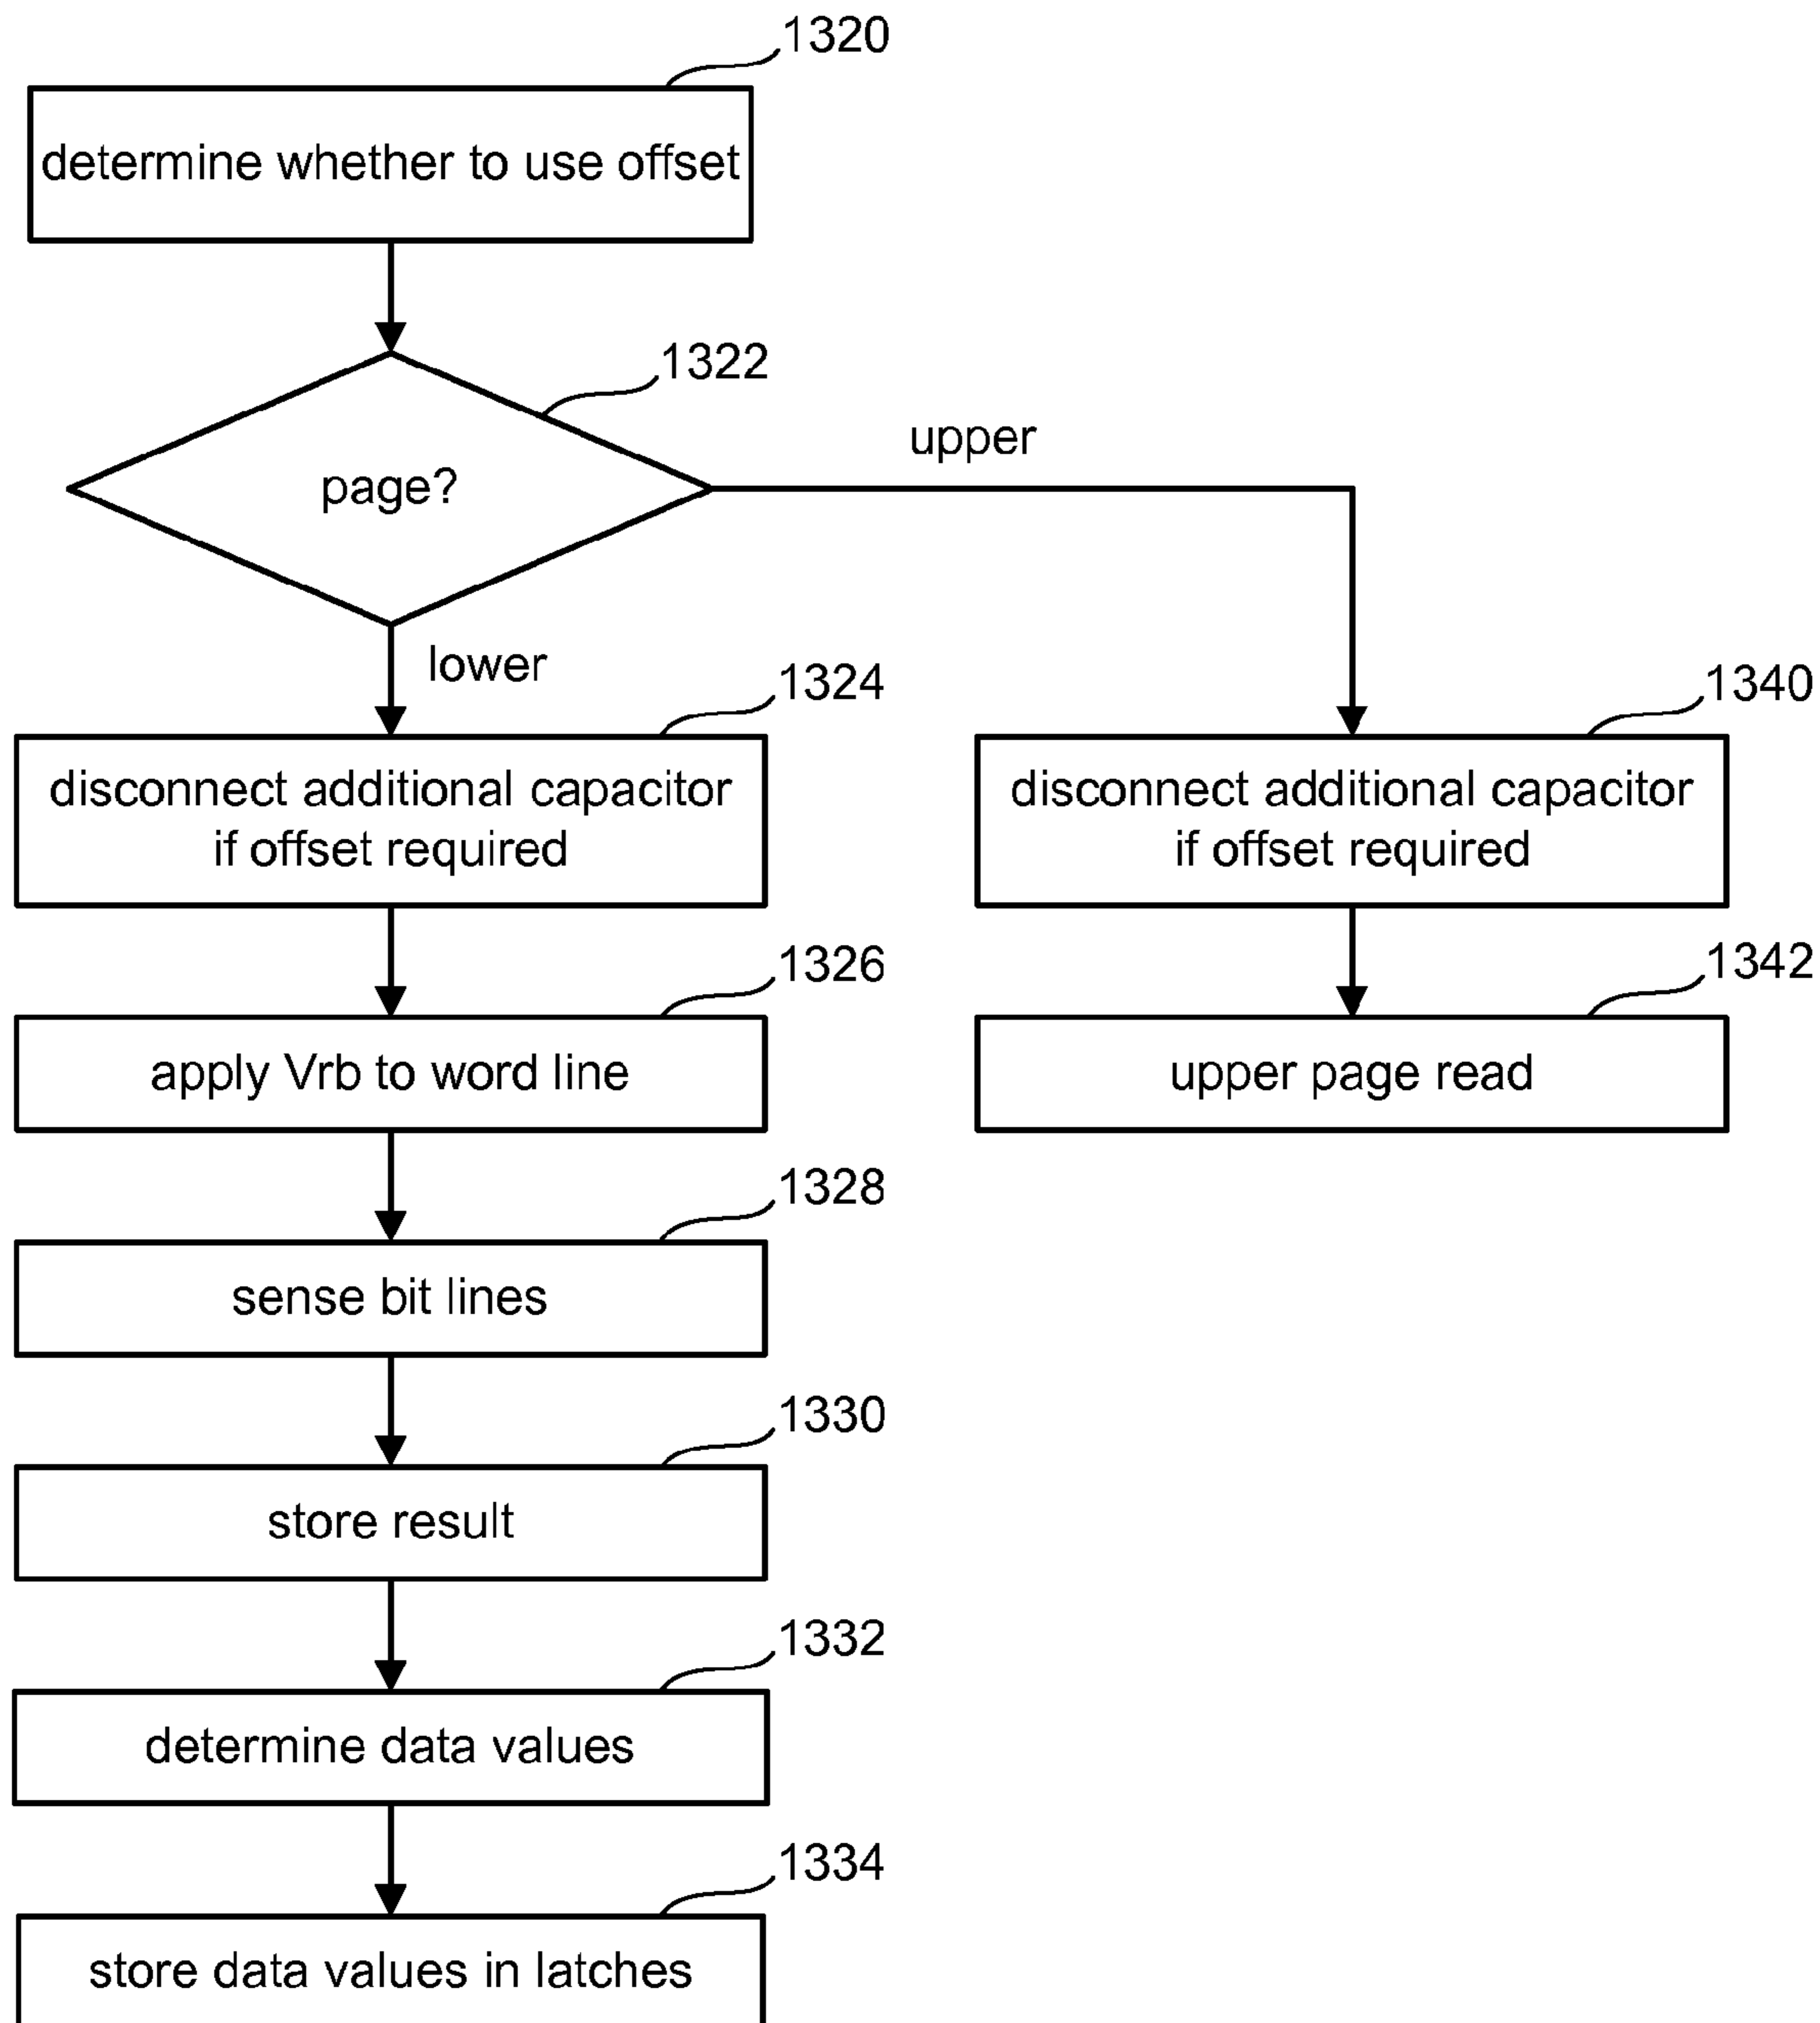 1320
determine whether to use offset
1322
page?
upper
lower
1324
disconnect additional capacitor
if offset required
1340
disconnect additional capacitor
if offset required
1326
apply Vrb to word line
1342
upper page read
1328
sense bit lines
1330
store result
1332
determine data values
1334
store data values in latches